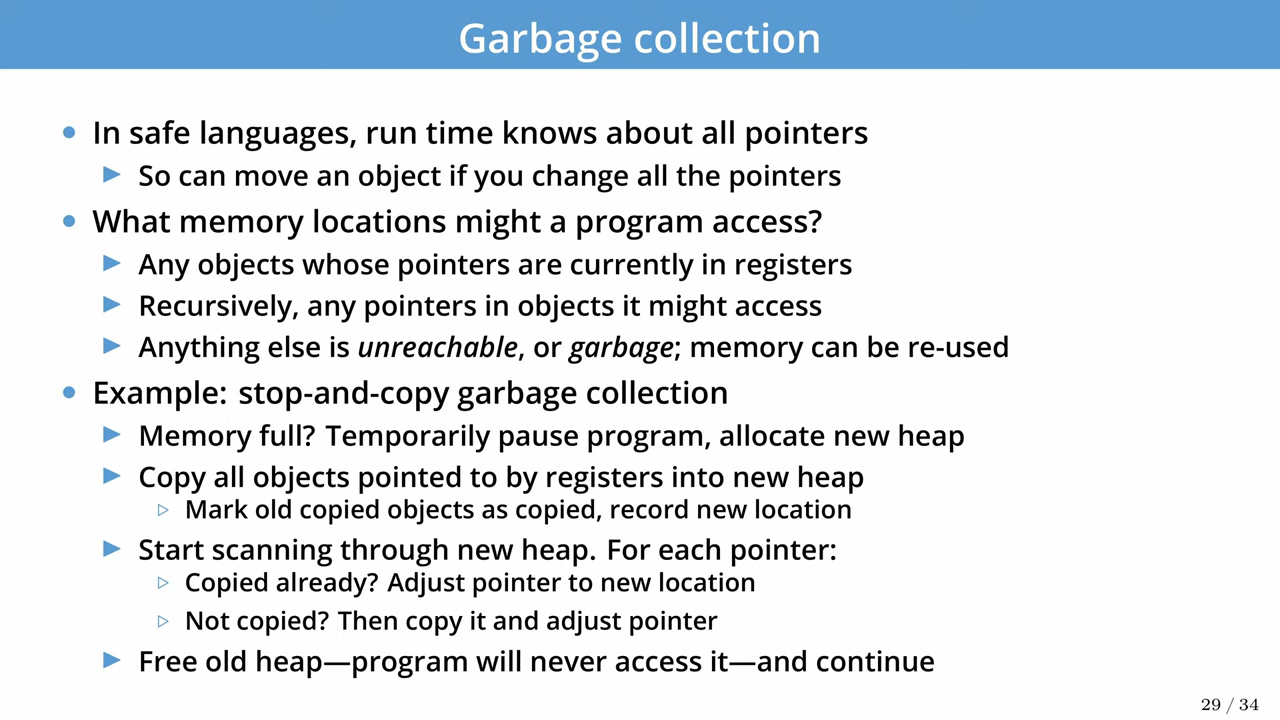 Garbage collection
• In safe languages, run time knows about all pointers
▶ So can move an object if you change all the pointers
• What memory locations might a program access?
▶ Any objects whose pointers are currently in registers
▶ Recursively, any pointers in objects it might access
▶ Anything else is unreachable, or garbage; memory can be re-used
• Example: stop-and-copy garbage collection
▶ Memory full? Temporarily pause program, allocate new heap
▶ Copy all objects pointed to by registers into new heap
▷ Mark old copied objects as copied, record new location
▶ Start scanning through new heap. For each pointer:
▷ Copied already? Adjust pointer to new location
▷ Not copied? Then copy it and adjust pointer
▶ Free old heap—program will never access it—and continue
29 / 34